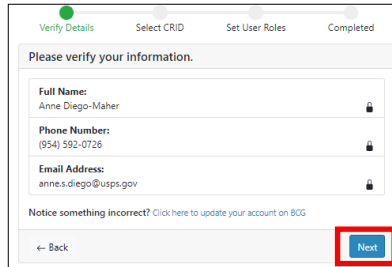 Verify Details Select CRID Set User Roles Completed
Please verify your information.
Full Name:
Anne Diego-Maher
Phone Number:
(954) 592-0726
Email Address:
anne.s.diego@usps.gov
Notice something incorrect? Click here to update your account on BCG
← Back Next